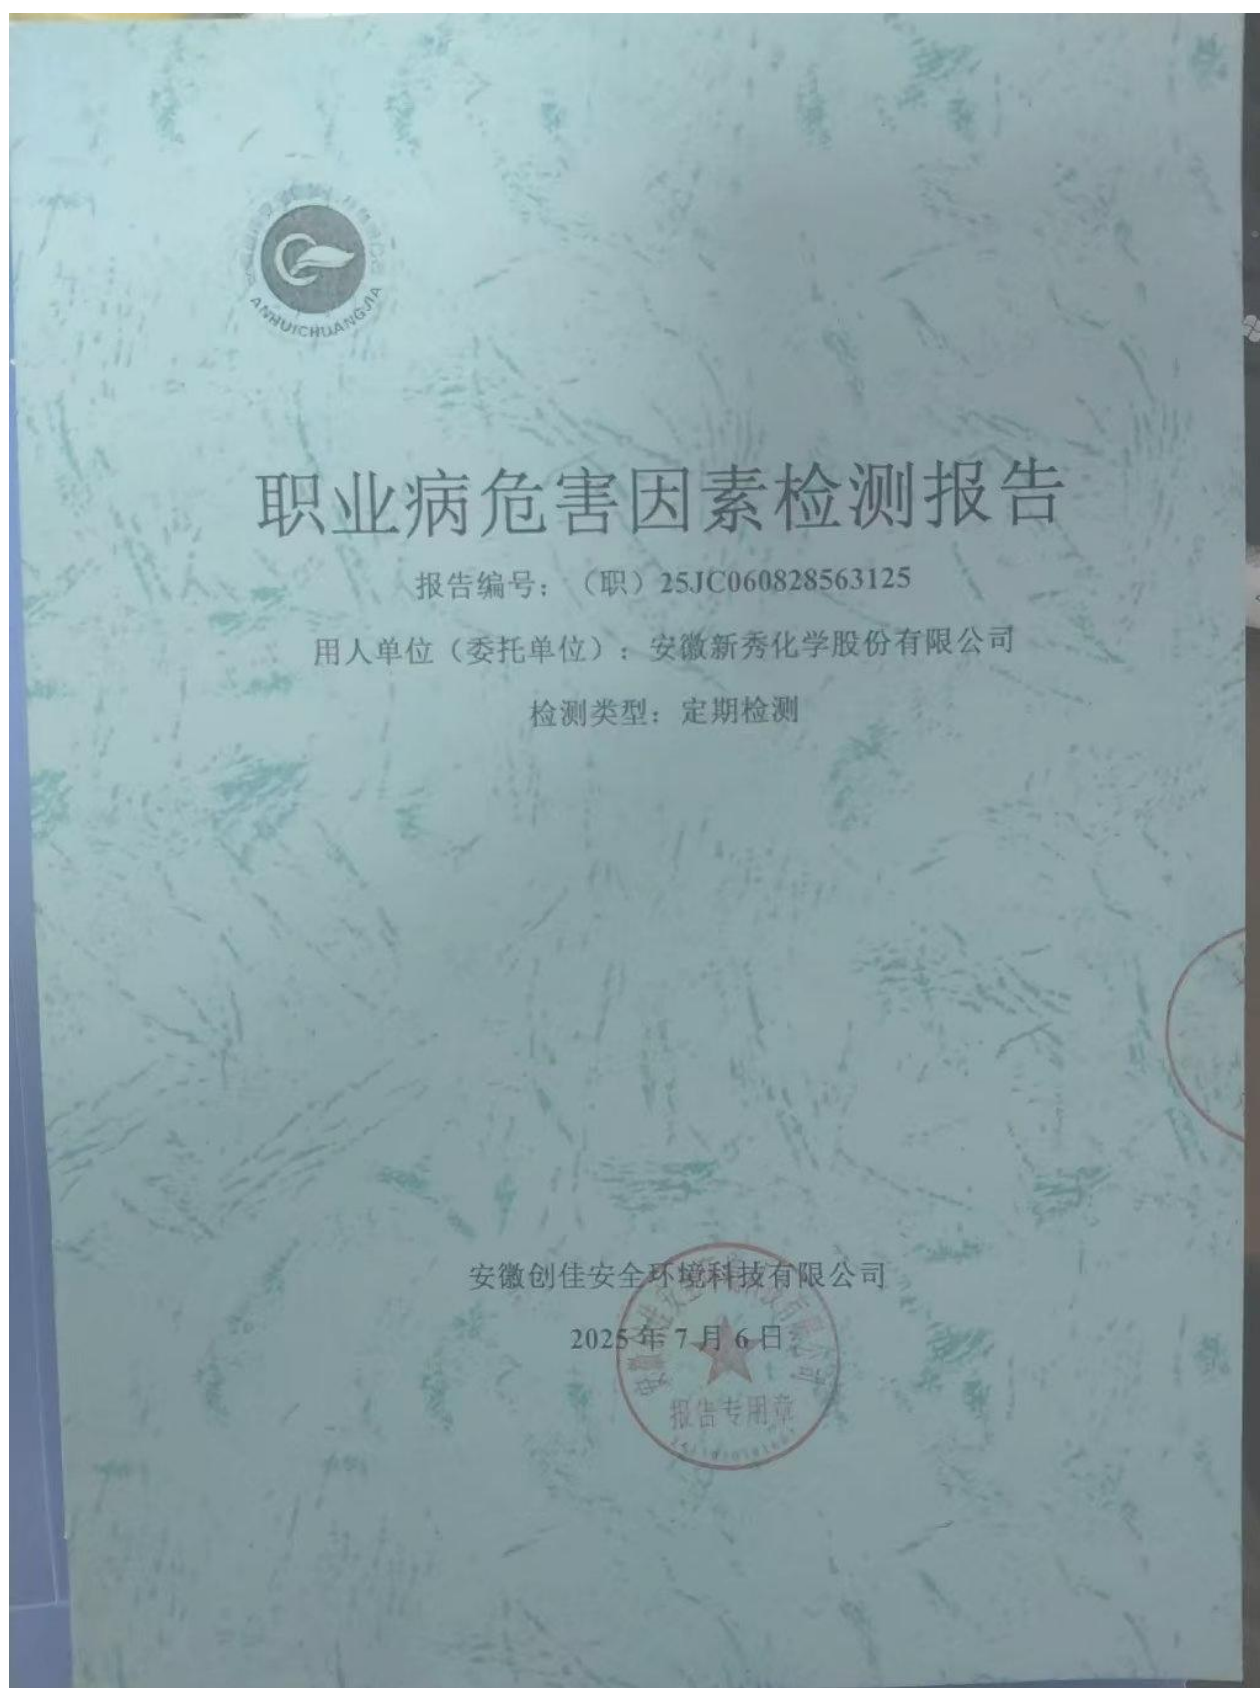 ANHUICHUANGJIA
职业病危害因素检测报告
报告编号：（职）25JC060828563125
用人单位（委托单位）：安徽新秀化学股份有限公司
检测类型：定期检测
安徽创佳安全环境科技有限公司
2025年7月6日
报告专用章